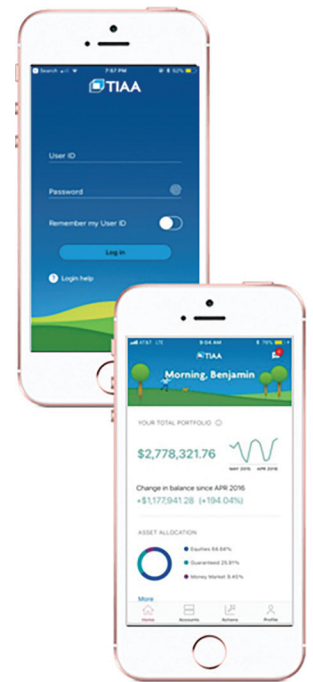 Search 7:57 PM 52%
TIAA
User ID
Password
Remember my User ID
Log in
? Login help
AT&T LTE 9:04 AM 76%
TIAA
Morning, Benjamin
YOUR TOTAL PORTFOLIO
$2,778,321.76
MAY 2015 APR 2016
Change in balance since APR 2016
+$1,177,941.28 (+194.04%)
ASSET ALLOCATION
Equities 64.64%
Guaranteed 25.91%
Money Market 9.40%
More
Home Accounts Actions Profile